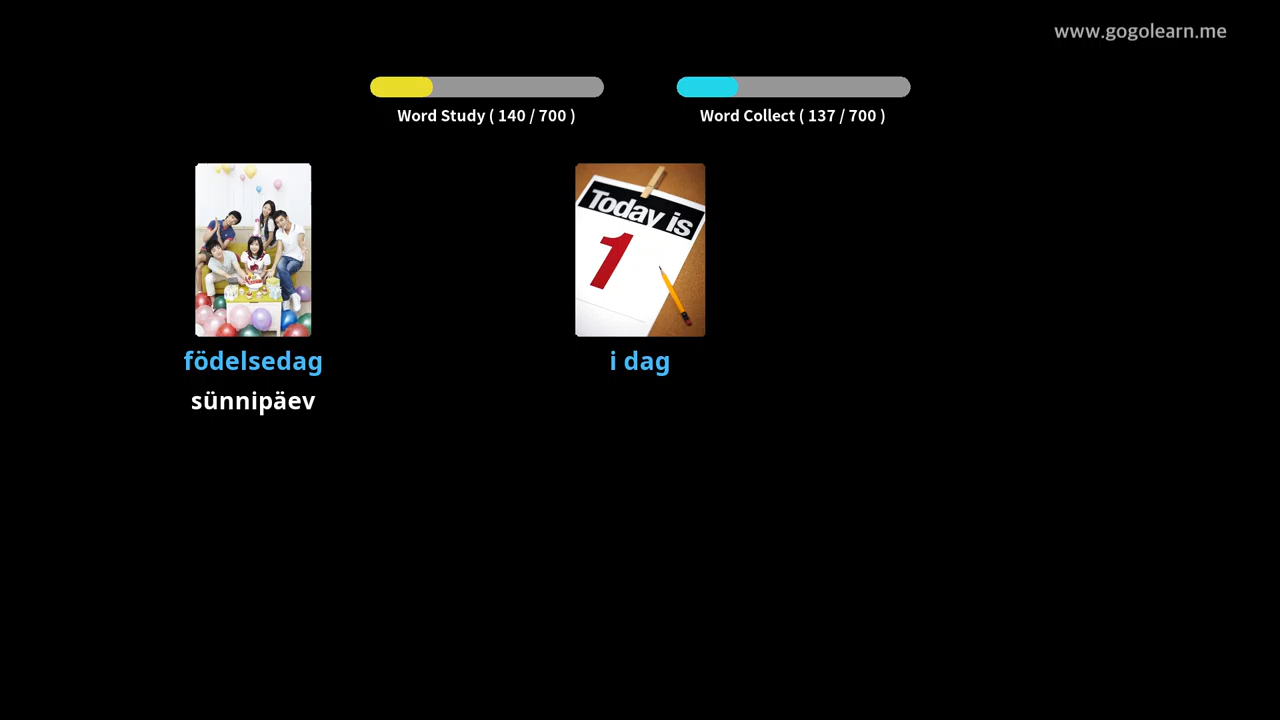 www.gogolearn.me
Word Study ( 140 / 700 )
Word Collect ( 137 / 700 )
Today is
1
födelsedag
i dag
sünnipäev